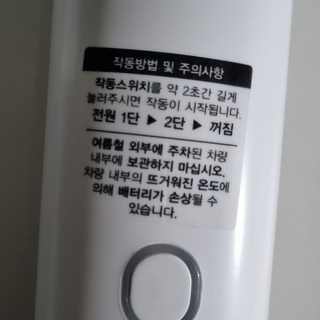 작동방법 및 주의사항
작동스위치를 약 2초간 길게
눌러주시면 작동이 시작됩니다.
전원 1단 ▶ 2단 ▶ 꺼짐
여름철 외부에 주차된 차량
내부에 보관하지 마십시오.
차량 내부의 뜨거워진 온도에
의해 배터리가 손상될 수
있습니다.